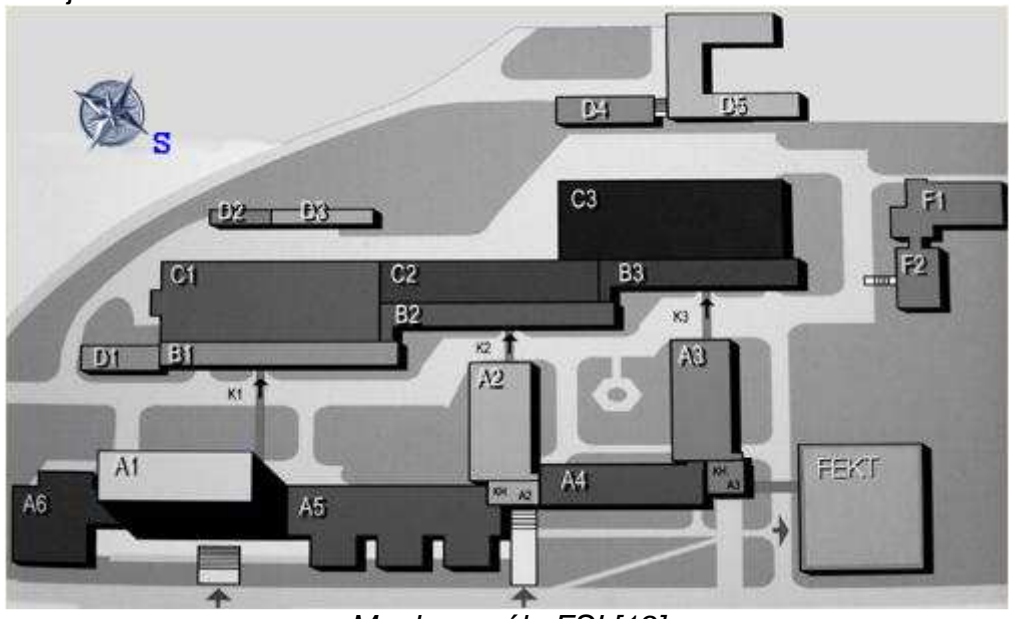 D4 D5
S
D2 D3
C3
F1
C1 C2
B3
F2
B2
K3
D1 B1
K2
A3
K1
A2
A1
FEKT
KH
A4
A6
A5
KH A2
A3